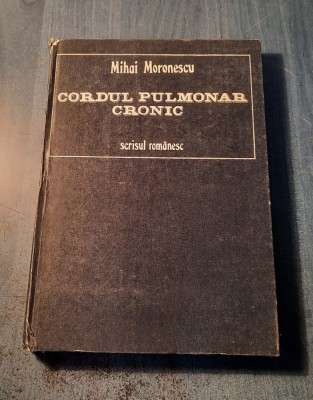 Mihai Moronescu
CORDUL PULMONAR
CRONIC
scrisul românesc